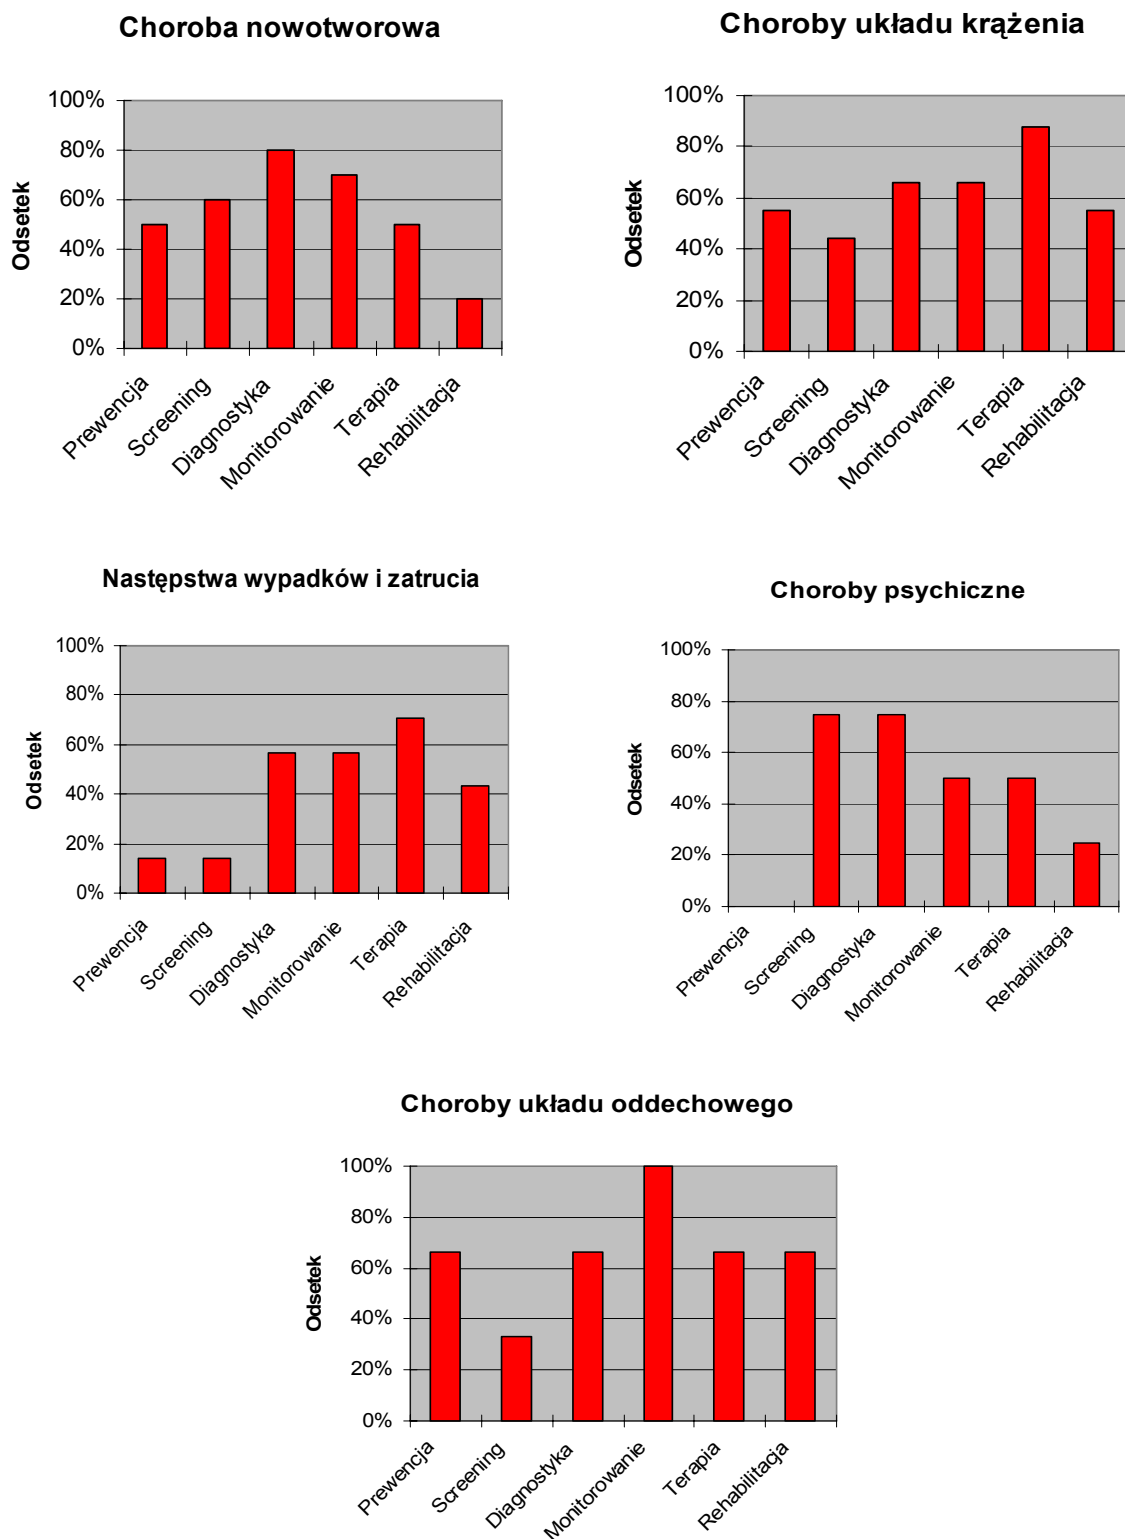 Choroba nowotworowa
Odsetek
100%
80%
60%
40%
20%
0%
Prewencja
Screening
Diagnostyka
Monitorowanie
Terapia
Rehabilitacja
Choroby układu krążenia
Odsetek
100%
80%
60%
40%
20%
0%
Prewencja
Screening
Diagnostyka
Monitorowanie
Terapia
Rehabilitacja
Następstwa wypadków i zatrucia
Odsetek
100%
80%
60%
40%
20%
0%
Prewencja
Screening
Diagnostyka
Monitorowanie
Terapia
Rehabilitacja
Choroby psychiczne
Odsetek
100%
80%
60%
40%
20%
0%
Prewencja
Screening
Diagnostyka
Monitorowanie
Terapia
Rehabilitacja
Choroby układu oddechowego
Odsetek
100%
80%
60%
40%
20%
0%
Prewencja
Screening
Diagnostyka
Monitorowanie
Terapia
Rehabilitacja